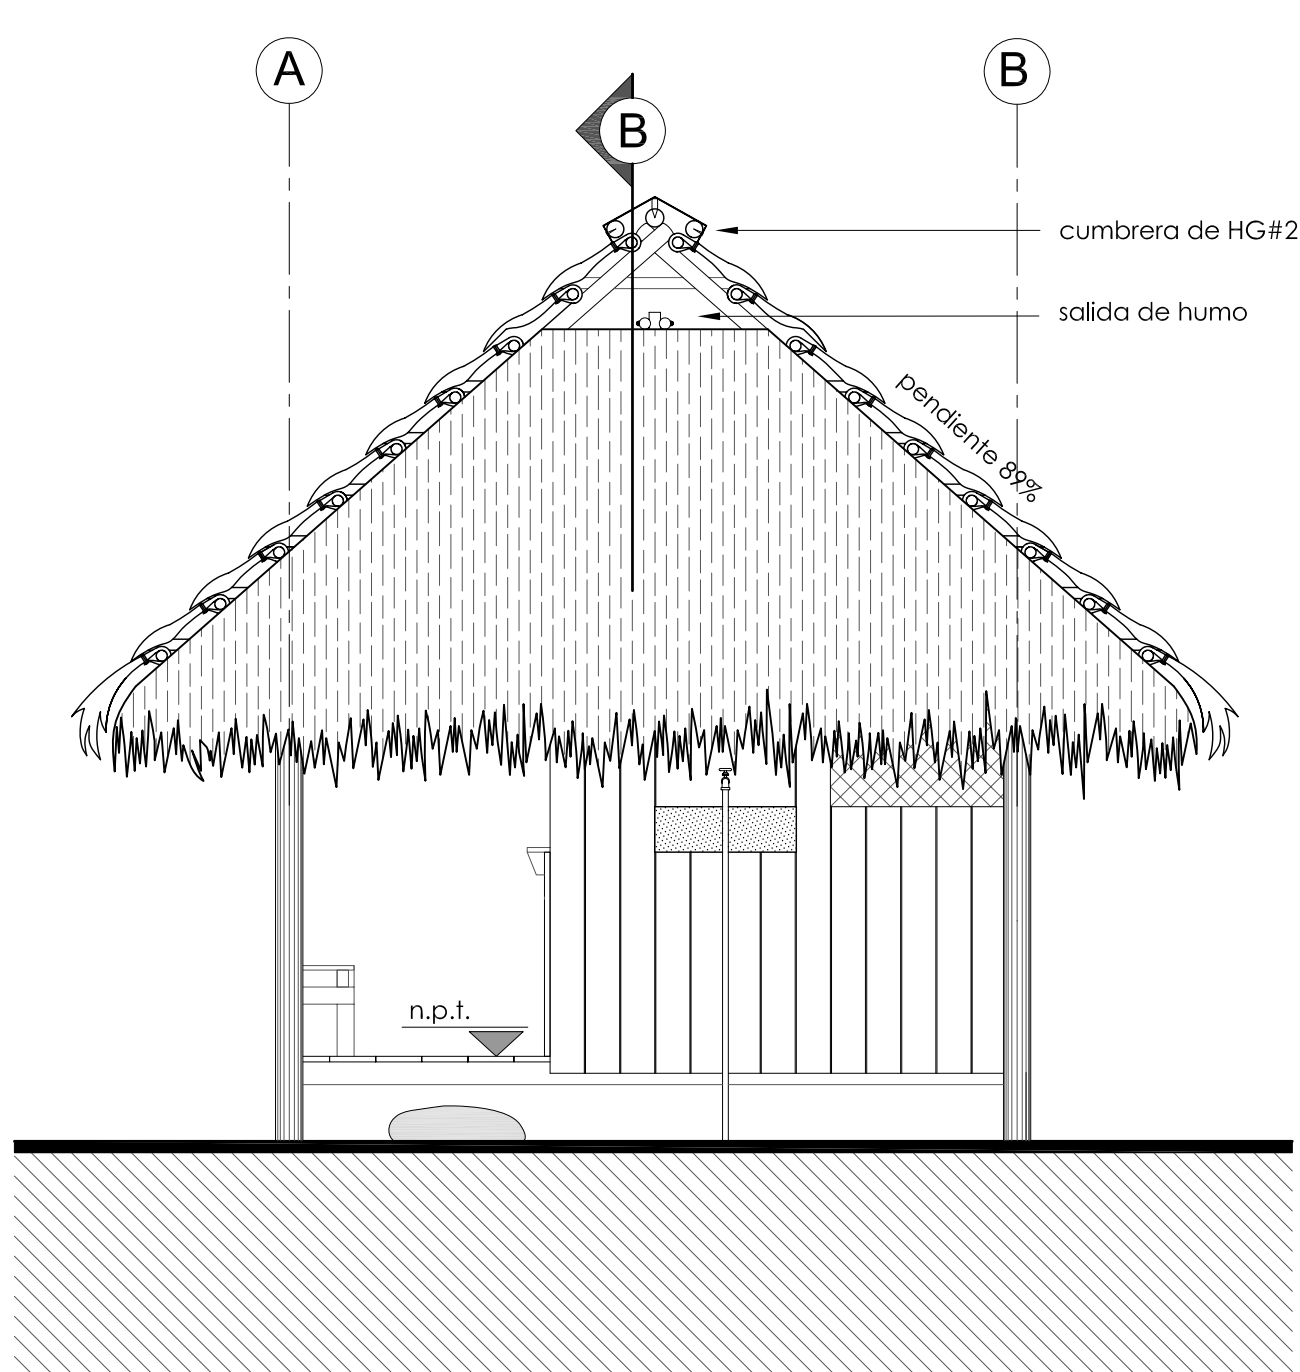 A
B
B
cumbrera de HG#2
salida de humo
pendiente 89%
n.p.t.